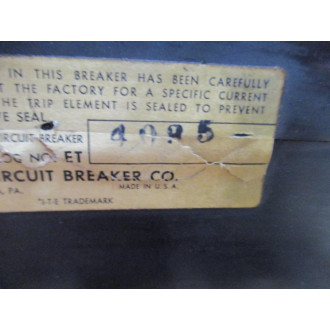 IN THIS BREAKER HAS BEEN CAREFULLY
AT THE FACTORY FOR A SPECIFIC CURRENT
THE TRIP ELEMENT IS SEALED TO PREVENT
SEAL.
CIRCUIT-BREAKER
ET
CIRCUIT BREAKER CO.
PA. MADE IN U.S.A.
*I-T-E TRADEMARK